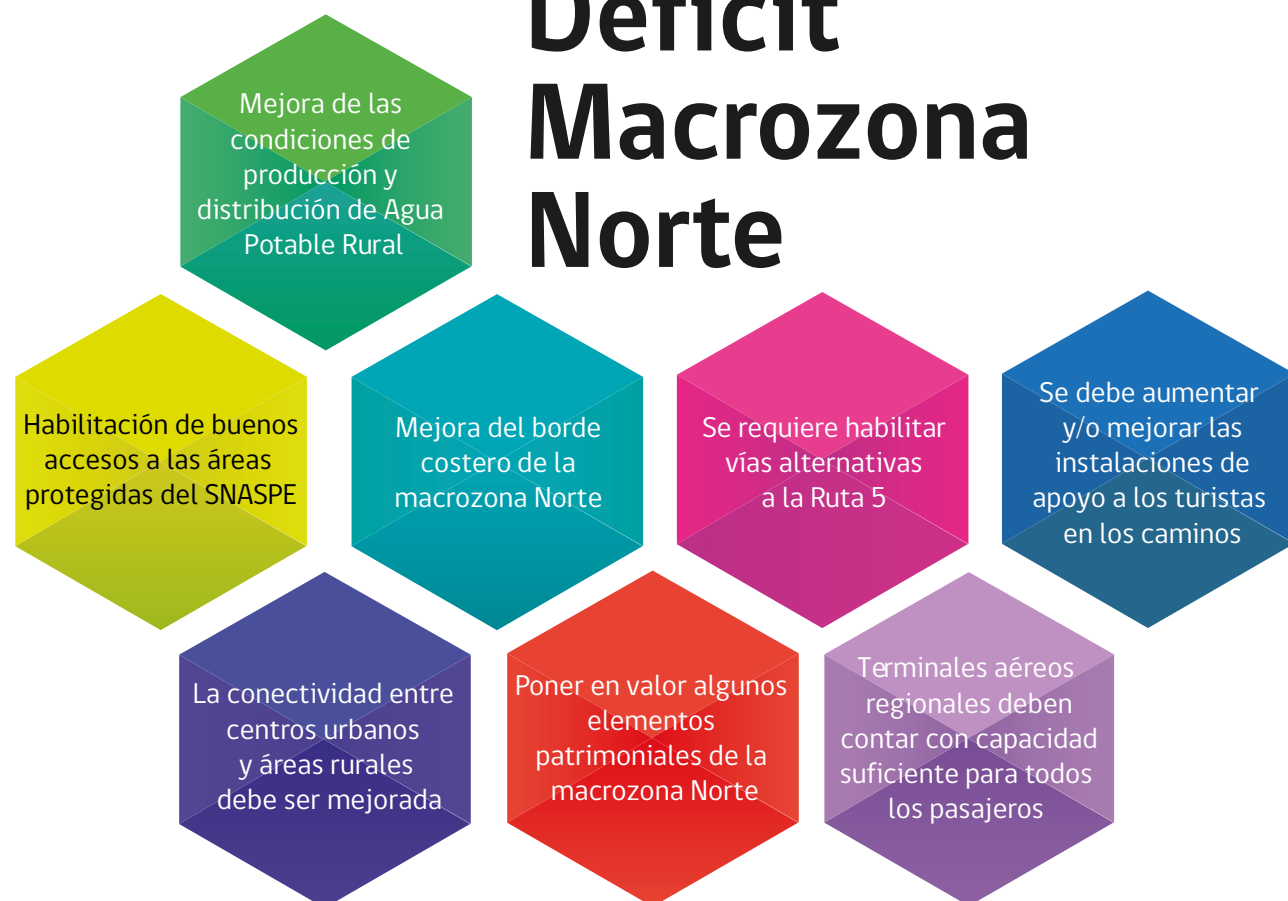 Déficit
Macrozona
Norte
Mejora de las
condiciones de
producción y
distribución de Agua
Potable Rural
Habilitación de buenos
accesos a las áreas
protegidas del SNASPE
Mejora del borde
costero de la
macrozona Norte
Se requiere habilitar
vías alternativas
a la Ruta 5
Se debe aumentar
y/o mejorar las
instalaciones de
apoyo a los turistas
en los caminos
La conectividad entre
centros urbanos
y áreas rurales
debe ser mejorada
Poner en valor algunos
elementos
patrimoniales de la
macrozona Norte
Terminales aéreos
regionales deben
contar con capacidad
suficiente para todos
los pasajeros